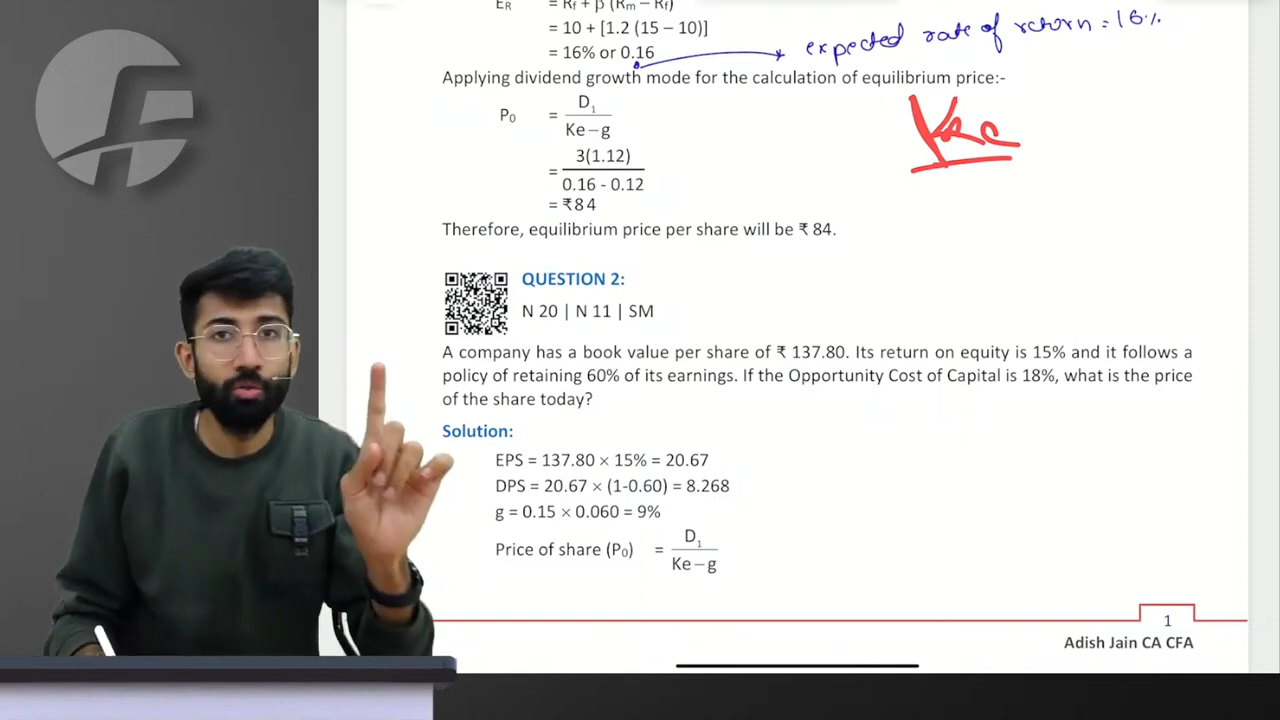 E_R = R_f + β (R_m – R_f)
= 10 + [1.2 (15 – 10)]
= 16% or 0.16
expected rate of return = 16%
Applying dividend growth mode for the calculation of equilibrium price:-
P₀ = D₁
Ke – g
= 3(1.12)
0.16 - 0.12
= ₹84
Therefore, equilibrium price per share will be ₹ 84.
QUESTION 2:
N 20 | N 11 | SM
A company has a book value per share of ₹ 137.80. Its return on equity is 15% and it follows a
policy of retaining 60% of its earnings. If the Opportunity Cost of Capital is 18%, what is the price
of the share today?
Solution:
EPS = 137.80 × 15% = 20.67
DPS = 20.67 × (1-0.60) = 8.268
g = 0.15 × 0.060 = 9%
Price of share (P₀) = D₁
Ke – g
1
Adish Jain CA CFA